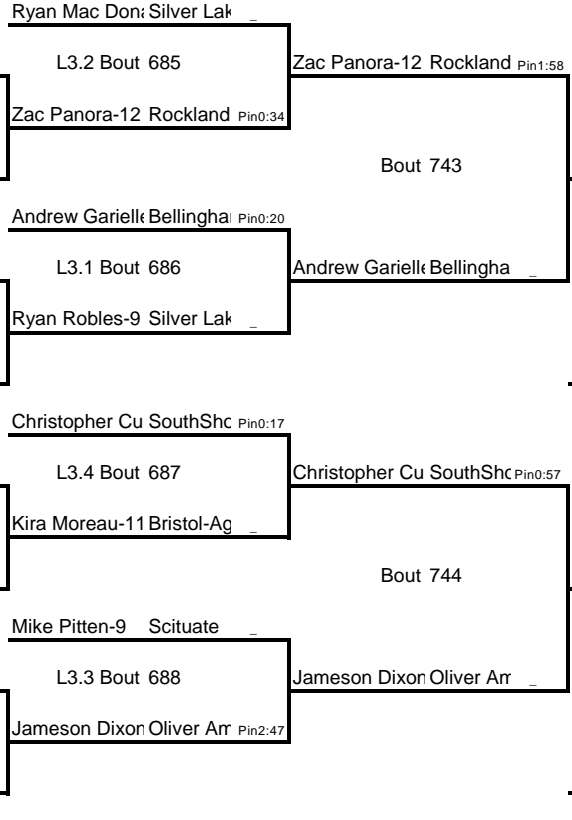 Ryan Mac Dona Silver Lak _
L3.2 Bout 685
Zac Panora-12 Rockland Pin1:58
Zac Panora-12 Rockland Pin0:34
Bout 743
Andrew Garielle Bellingha Pin0:20
L3.1 Bout 686
Andrew Garielle Bellingha _
Ryan Robles-9 Silver Lak _
Christopher Cu SouthSho Pin0:17
L3.4 Bout 687
Christopher Cu SouthSho Pin0:57
Kira Moreau-11 Bristol-Ag _
Bout 744
Mike Pitten-9 Scituate _
L3.3 Bout 688
Jameson Dixon Oliver Am _
Jameson Dixon Oliver Am Pin2:47